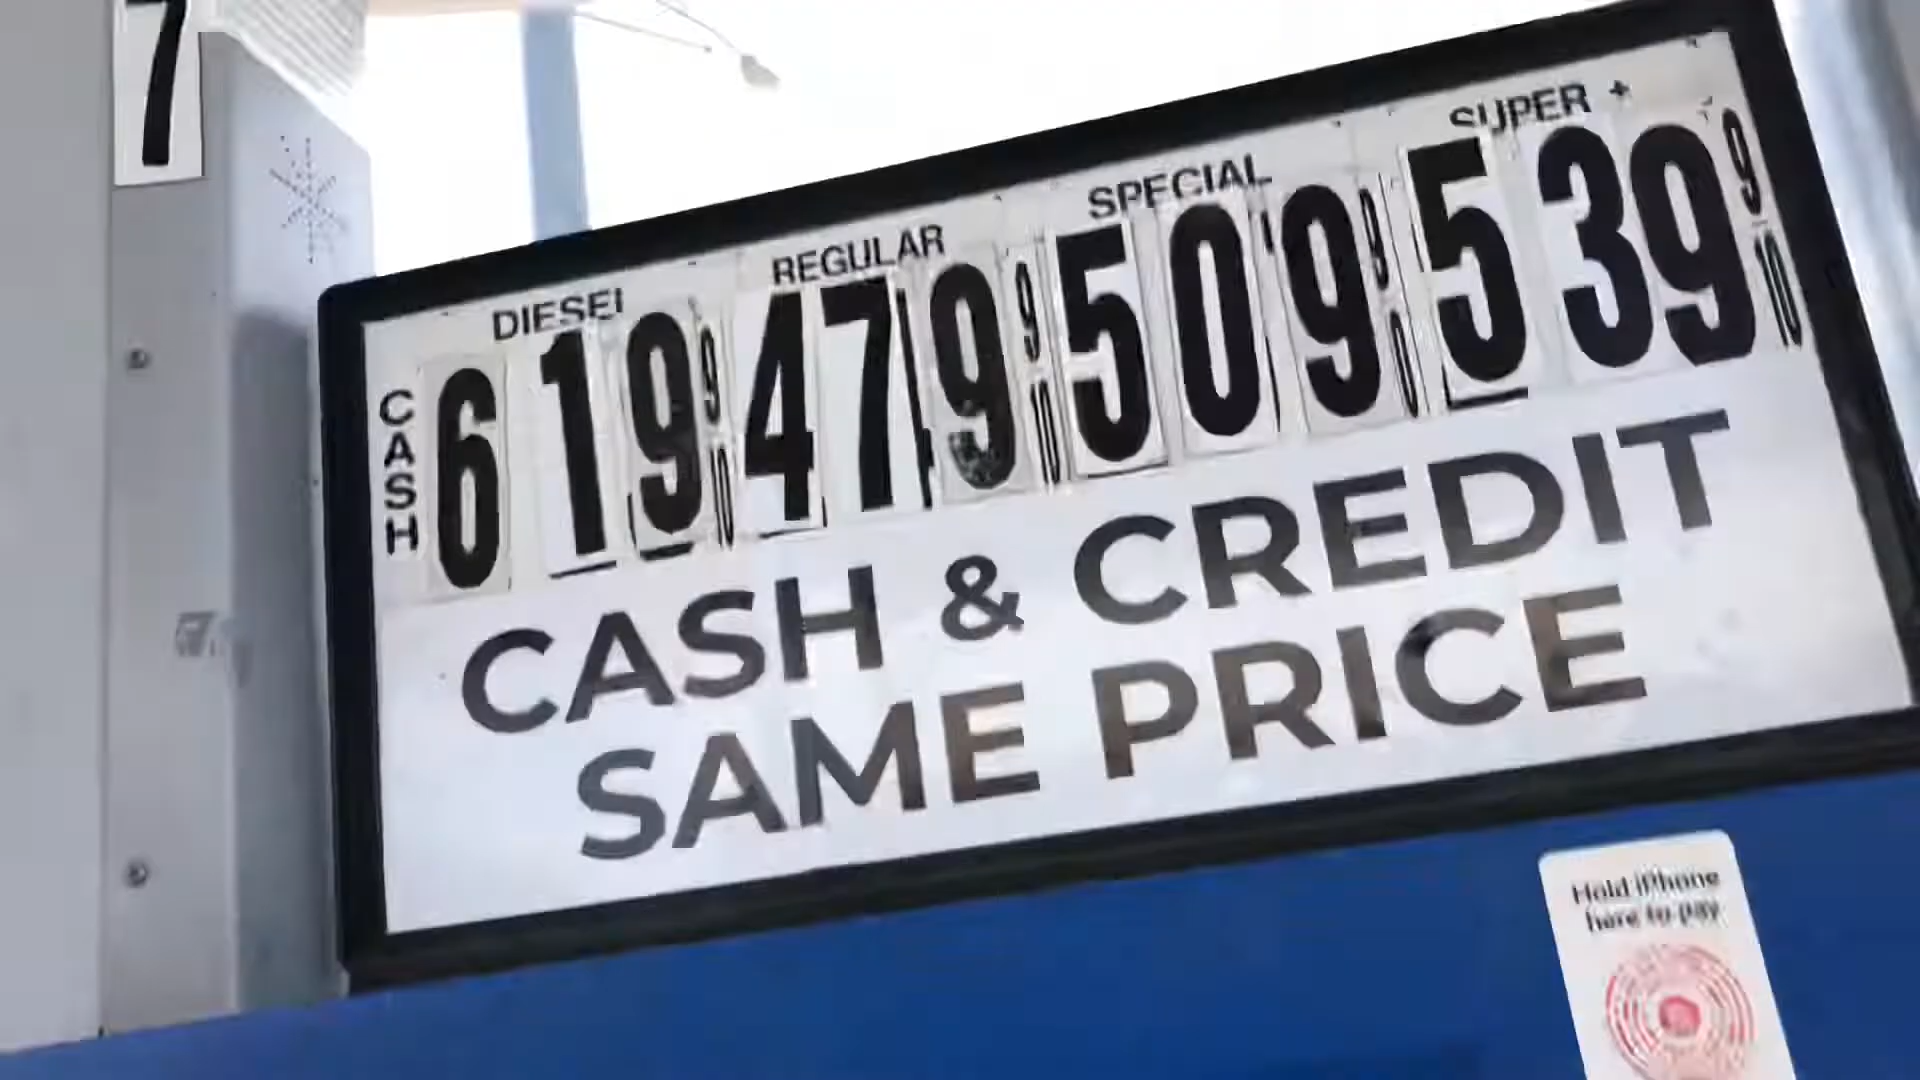 7
DIESEL REGULAR SPECIAL SUPER +
CASH 6 19 9/10 4 79 9/10 5 09 9 5 39 9/10
CASH & CREDIT
SAME PRICE
Hold iPhone
here to pay